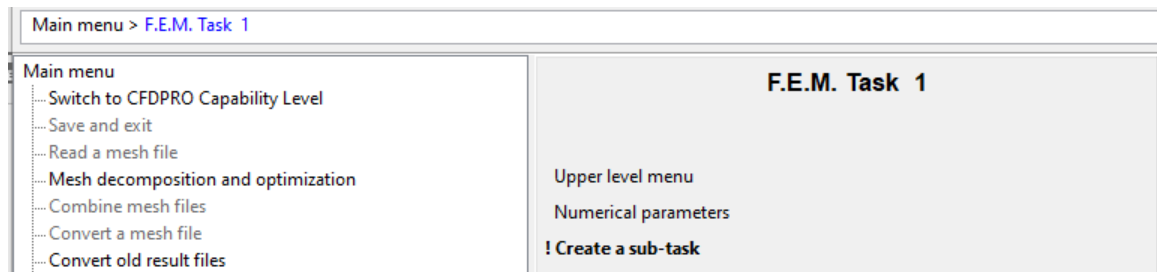 Main menu > F.E.M. Task 1
Main menu
Switch to CFDPRO Capability Level
Save and exit
Read a mesh file
Mesh decomposition and optimization
Combine mesh files
Convert a mesh file
Convert old result files
F.E.M. Task 1
Upper level menu
Numerical parameters
! Create a sub-task